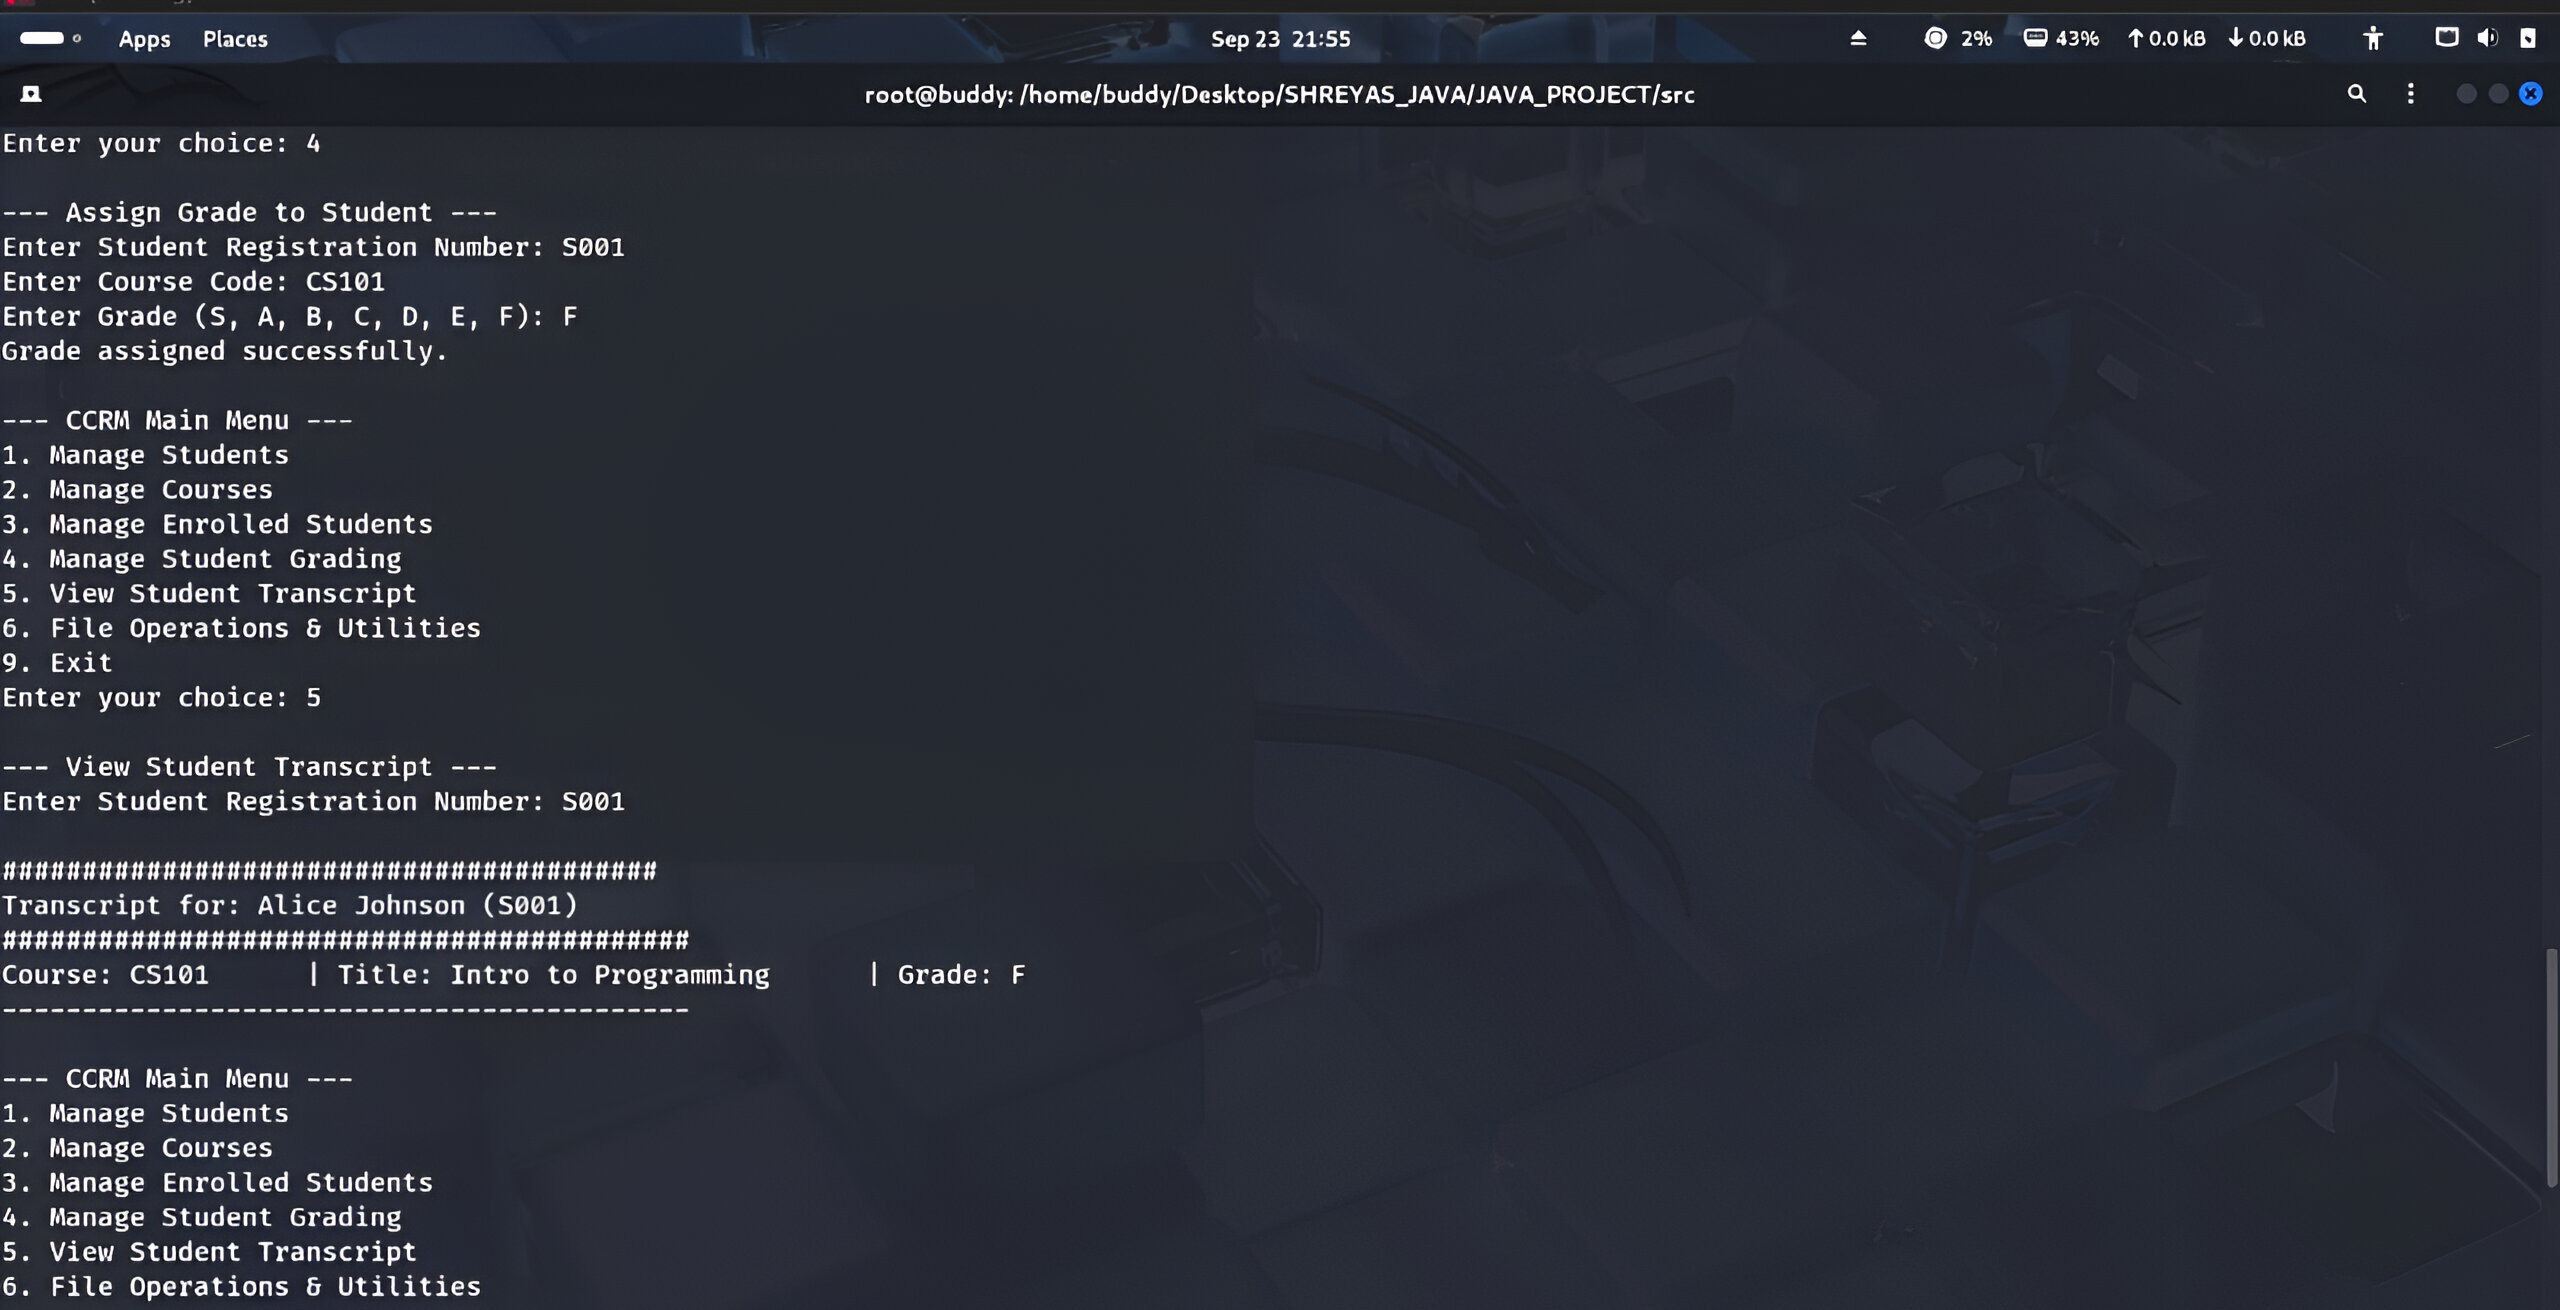 Apps Places Sep 23 21:55 2% 43% ↑0.0 kB ↓0.0 kB
root@buddy: /home/buddy/Desktop/SHREYAS_JAVA/JAVA_PROJECT/src
Enter your choice: 4
--- Assign Grade to Student ---
Enter Student Registration Number: S001
Enter Course Code: CS101
Enter Grade (S, A, B, C, D, E, F): F
Grade assigned successfully.
--- CCRM Main Menu ---
1. Manage Students
2. Manage Courses
3. Manage Enrolled Students
4. Manage Student Grading
5. View Student Transcript
6. File Operations & Utilities
9. Exit
Enter your choice: 5
--- View Student Transcript ---
Enter Student Registration Number: S001
#########################################
Transcript for: Alice Johnson (S001)
###########################################
Course: CS101 | Title: Intro to Programming | Grade: F
-------------------------------------------
--- CCRM Main Menu ---
1. Manage Students
2. Manage Courses
3. Manage Enrolled Students
4. Manage Student Grading
5. View Student Transcript
6. File Operations & Utilities